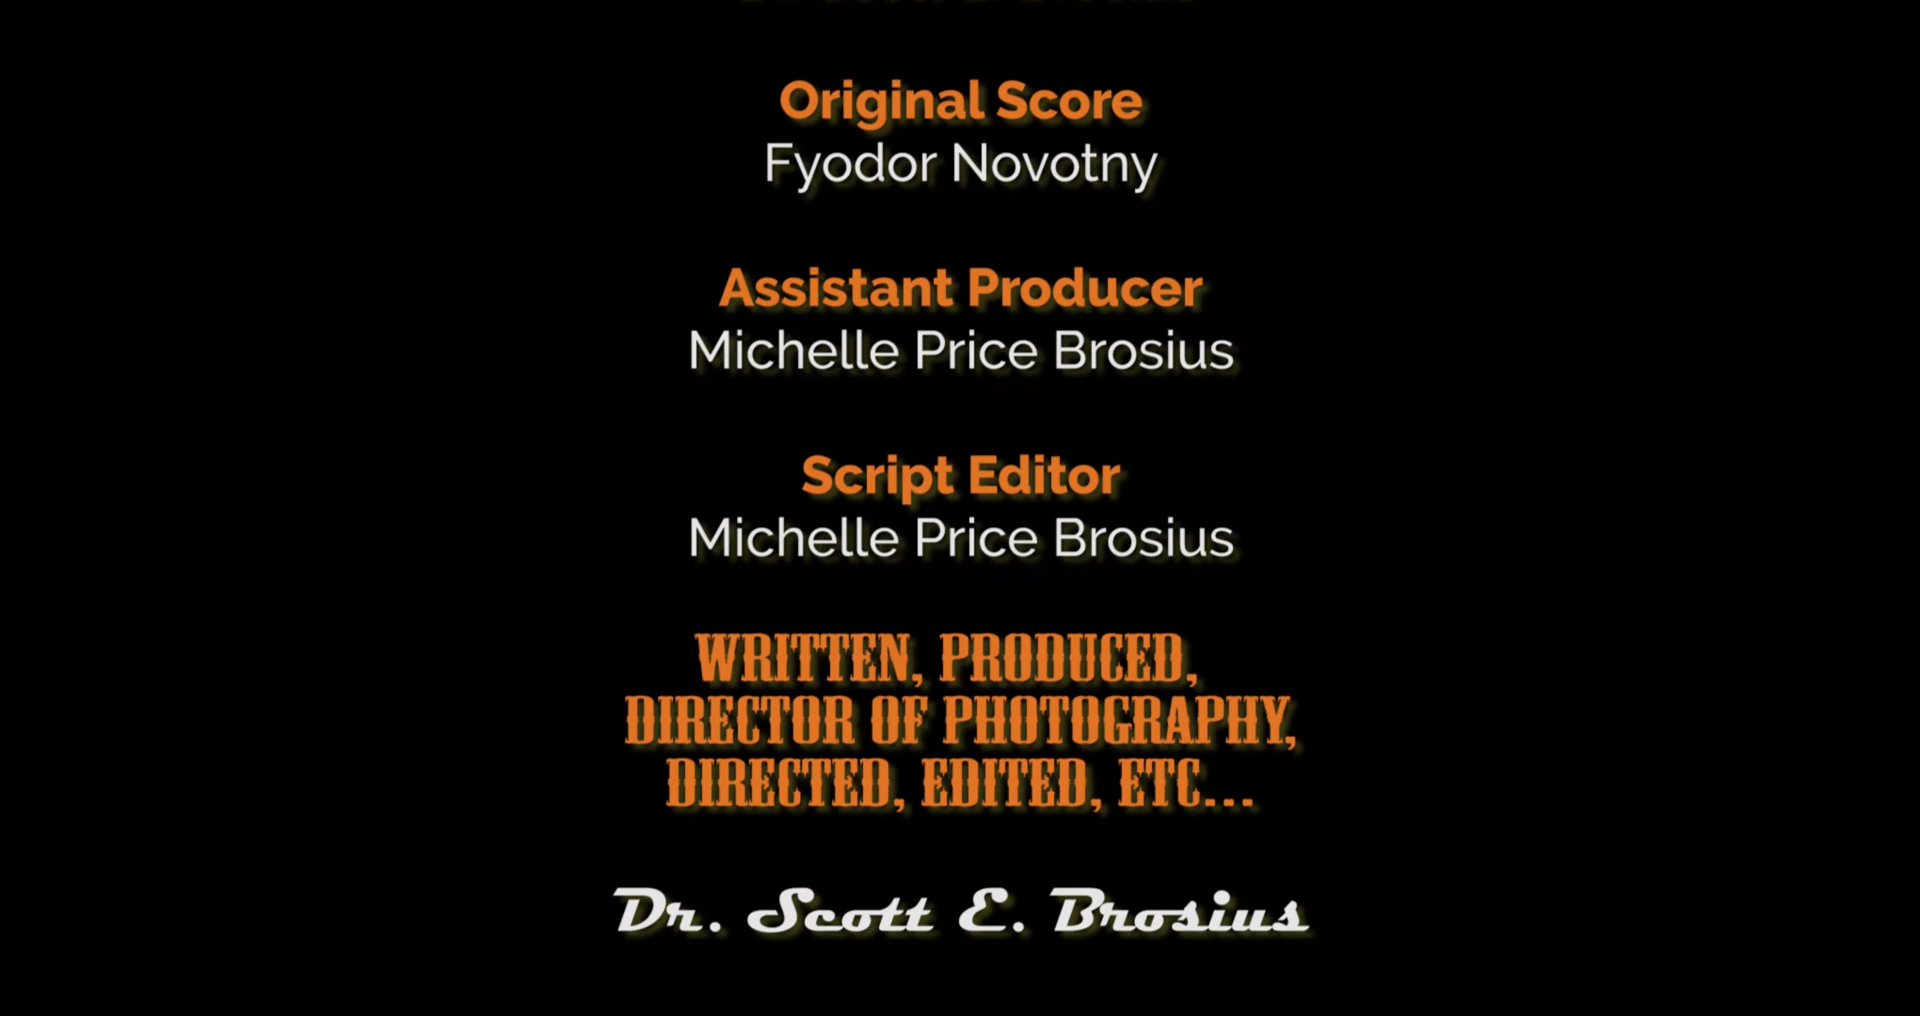 Original Score
Fyodor Novotny
Assistant Producer
Michelle Price Brosius
Script Editor
Michelle Price Brosius
WRITTEN, PRODUCED,
DIRECTOR OF PHOTOGRAPHY,
DIRECTED, EDITED, ETC...
Dr. Scott E. Brosius